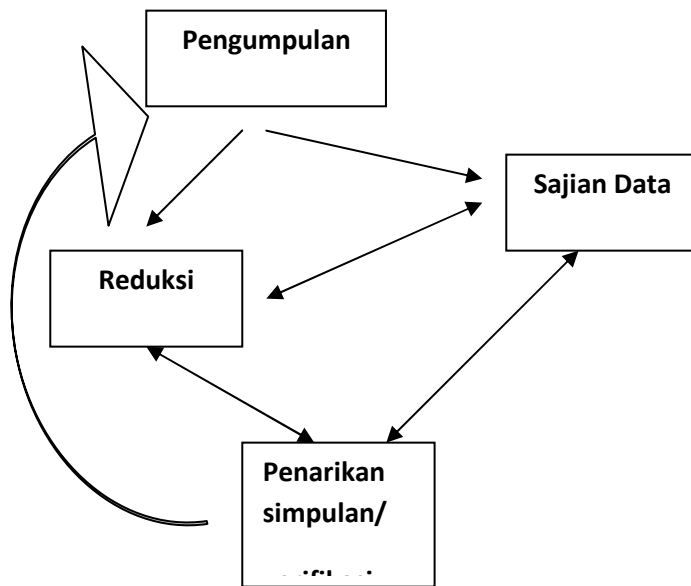 Pengumpulan
Sajian Data
Reduksi
Penarikan
simpulan/